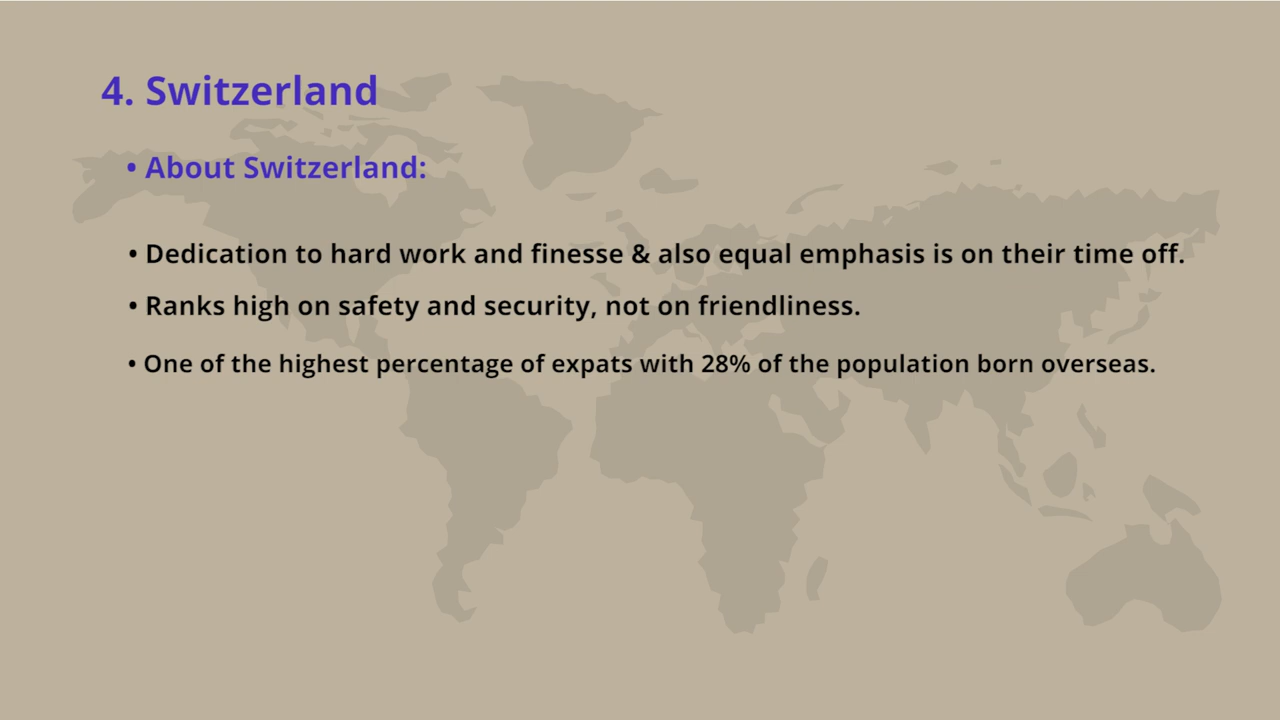 4. Switzerland
• About Switzerland:
• Dedication to hard work and finesse & also equal emphasis is on their time off.
• Ranks high on safety and security, not on friendliness.
• One of the highest percentage of expats with 28% of the population born overseas.